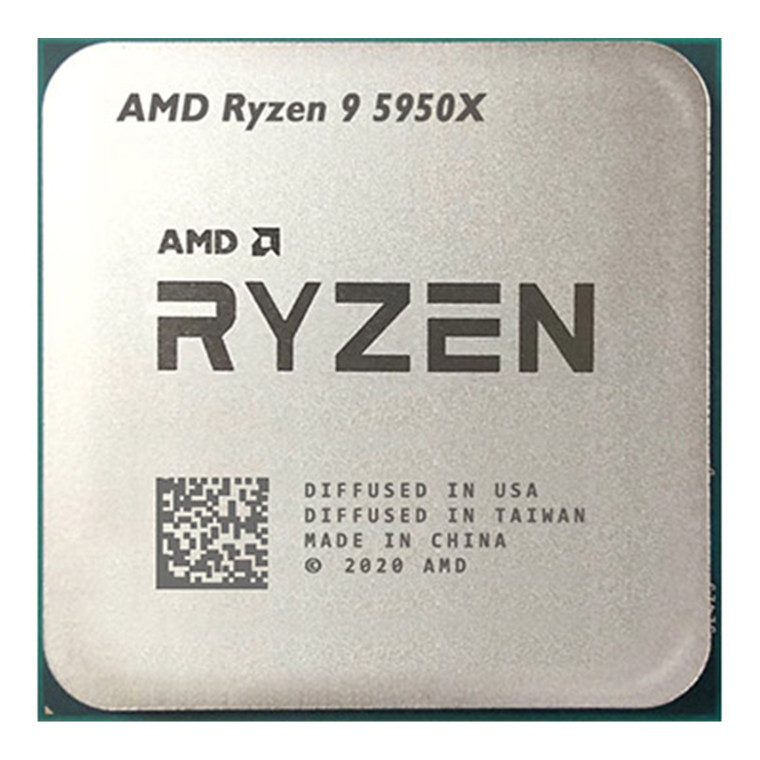 AMD Ryzen 9 5950X
AMD
RYZEN
DIFFUSED IN USA
DIFFUSED IN TAIWAN
MADE IN CHINA
© 2020 AMD